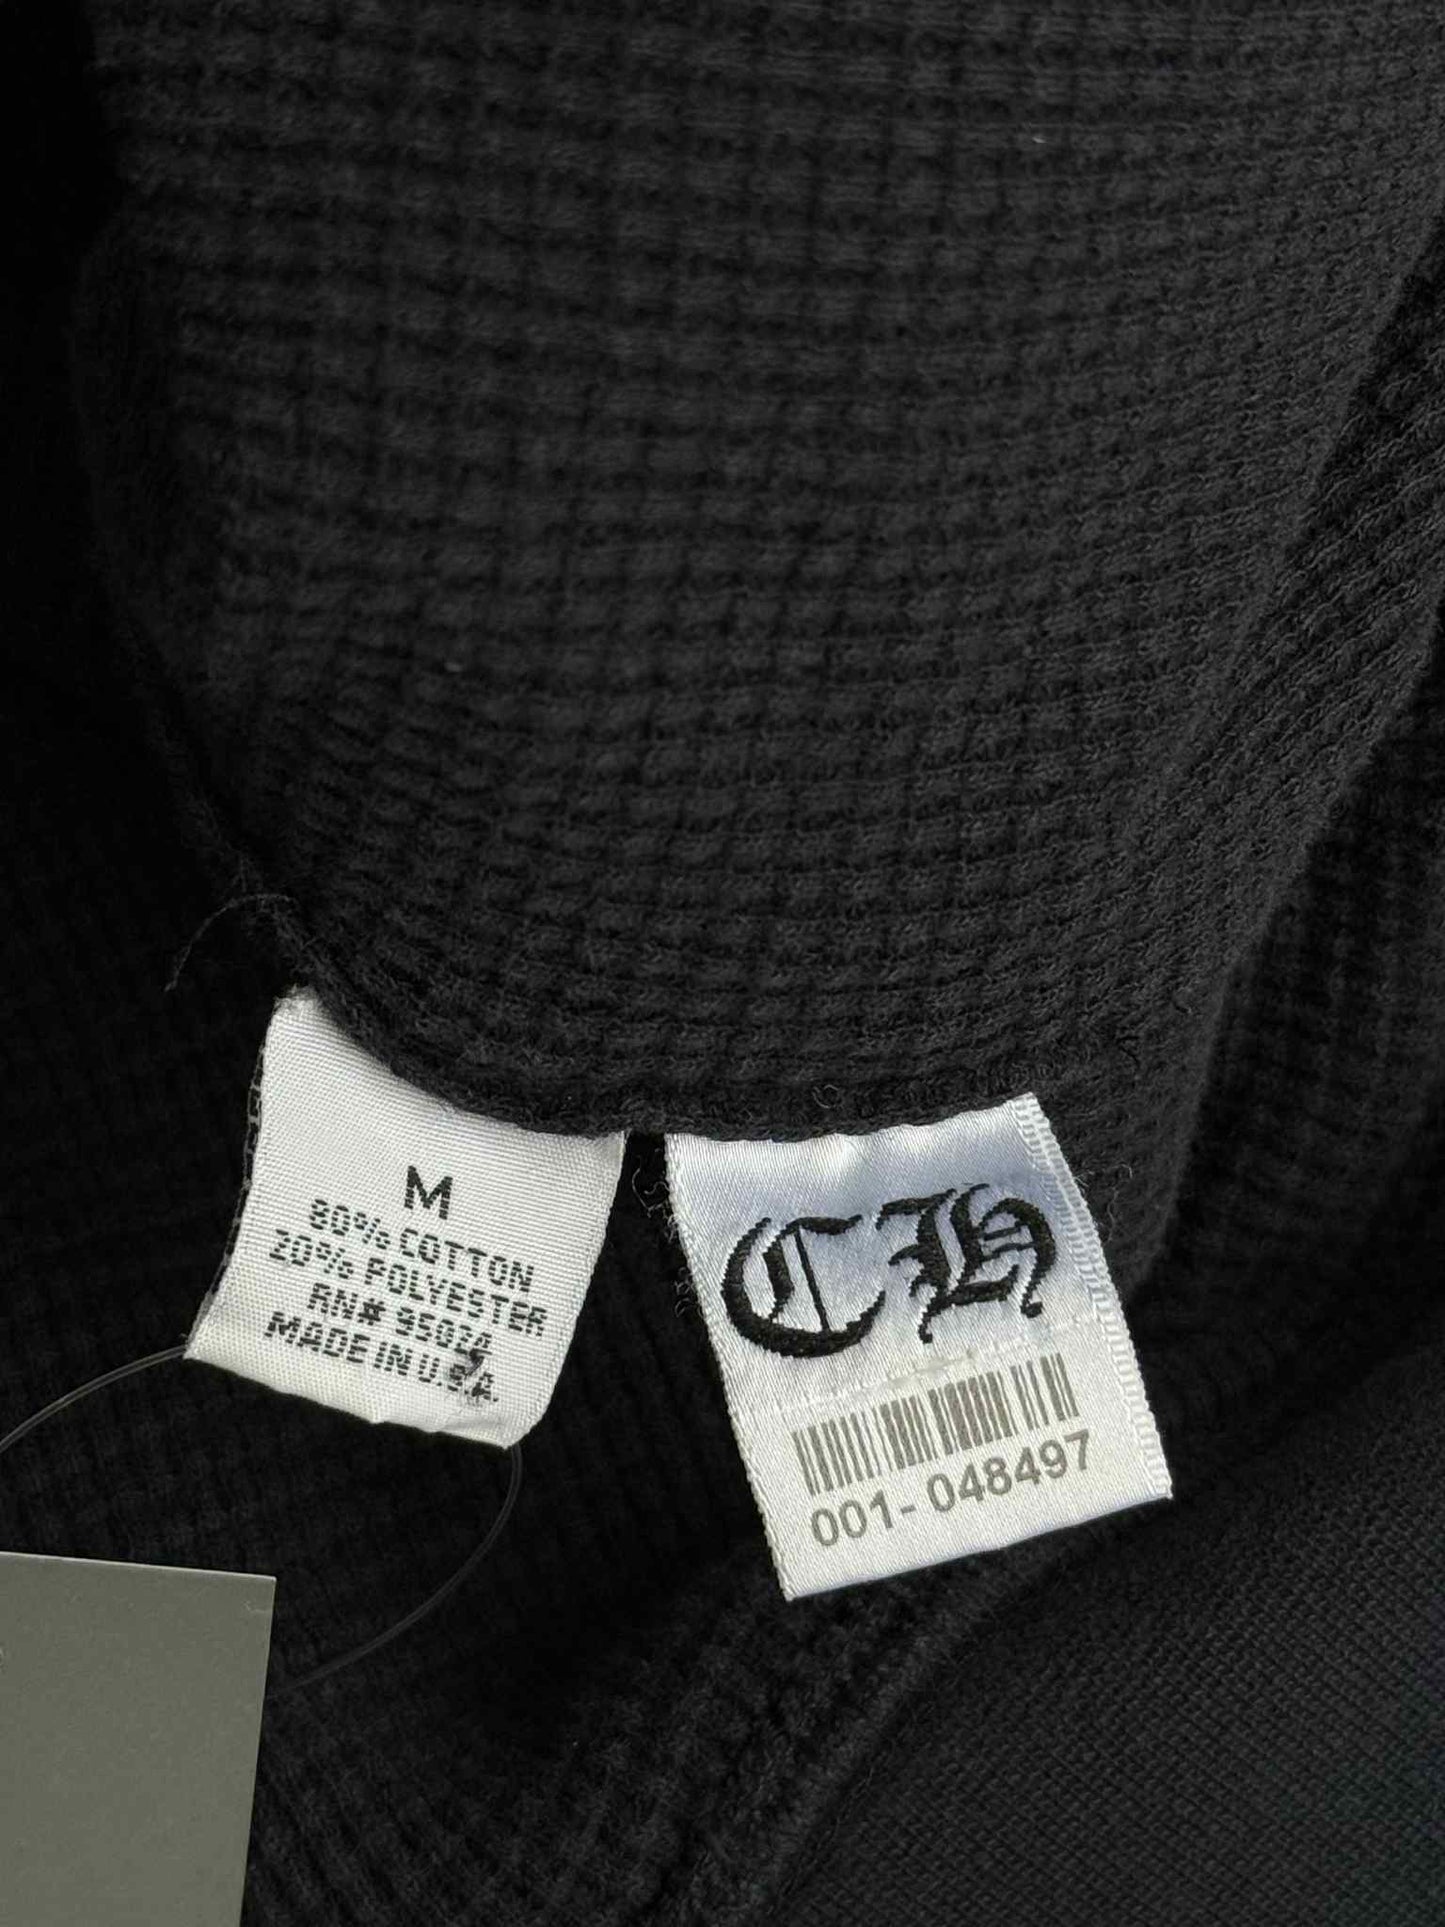 M
80% COTTON
20% POLYESTER
RN# 95024
MADE IN U.S.A.
CH
001-048497